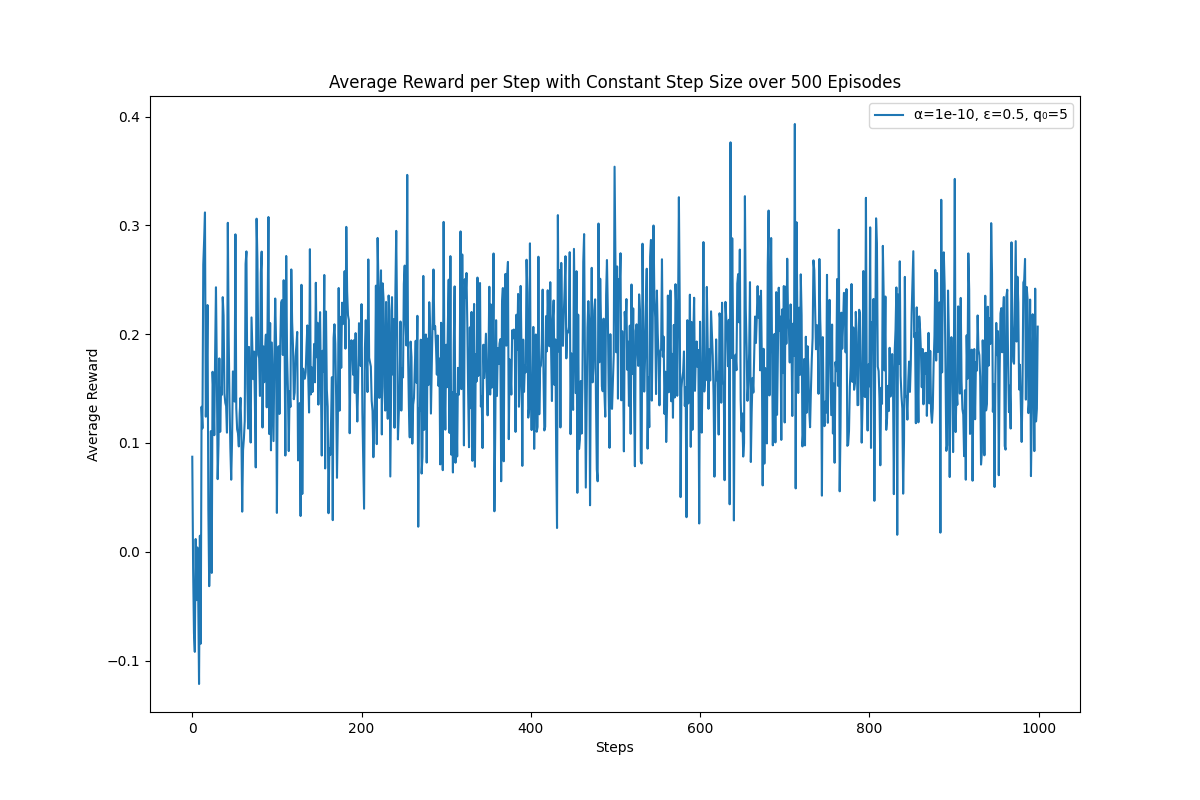 Average Reward per Step with Constant Step Size over 500 Episodes
α=1e-10, ε=0.5, q₀=5
0.4
0.3
0.2
0.1
0.0
−0.1
Average Reward
0 200 400 600 800 1000
Steps